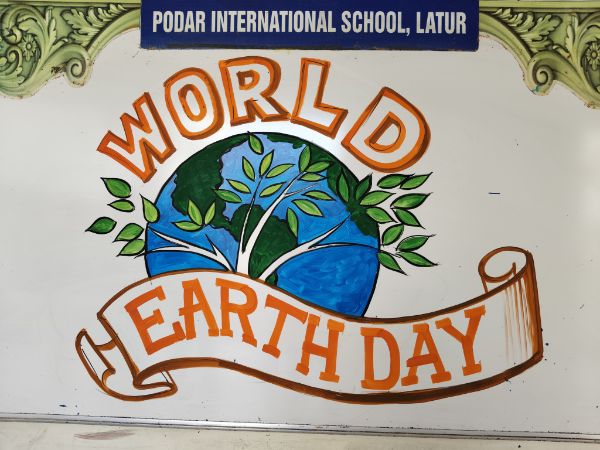 PODAR INTERNATIONAL SCHOOL, LATUR
WORLD
EARTH DAY